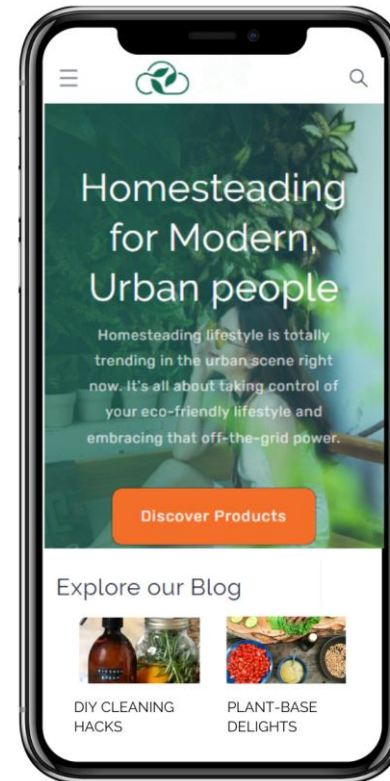 Homesteading
for Modern,
Urban people
Homesteading lifestyle is totally
trending in the urban scene right
now. It's all about taking control of
your eco-friendly lifestyle and
embracing that off-the-grid power.
Discover Products
Explore our Blog
DIY CLEANING
HACKS
PLANT-BASE
DELIGHTS